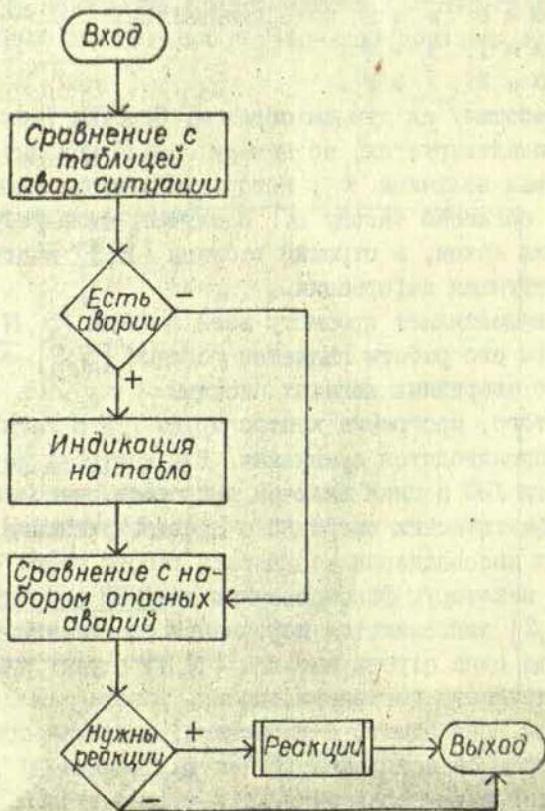 Вход
Сравнение с
таблицей
авар. ситуации
Есть
аварии
−
+
Индикация
на табло
Сравнение с на-
бором опасных
аварий
Нужны
реакции
+
Реакции
Выход
−